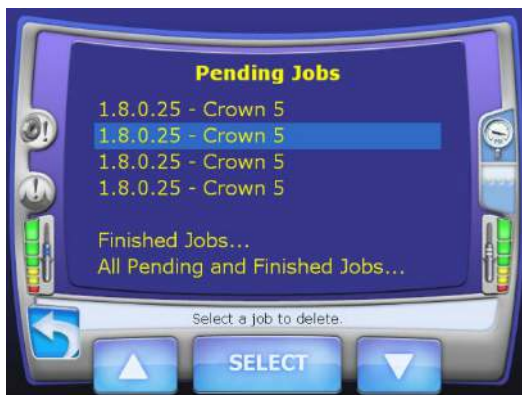 Pending Jobs
1.8.0.25 - Crown 5
1.8.0.25 - Crown 5
1.8.0.25 - Crown 5
1.8.0.25 - Crown 5
Finished Jobs...
All Pending and Finished Jobs...
Select a job to delete.
SELECT